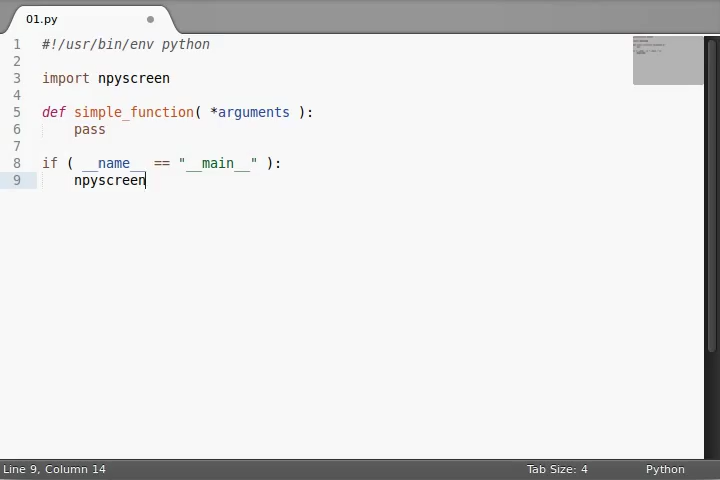 01.py
1 #!/usr/bin/env python
2
3 import npyscreen
4
5 def simple_function( *arguments ):
6 pass
7
8 if ( __name__ == "__main__" ):
9 npyscreen
Line 9, Column 14 Tab Size: 4 Python